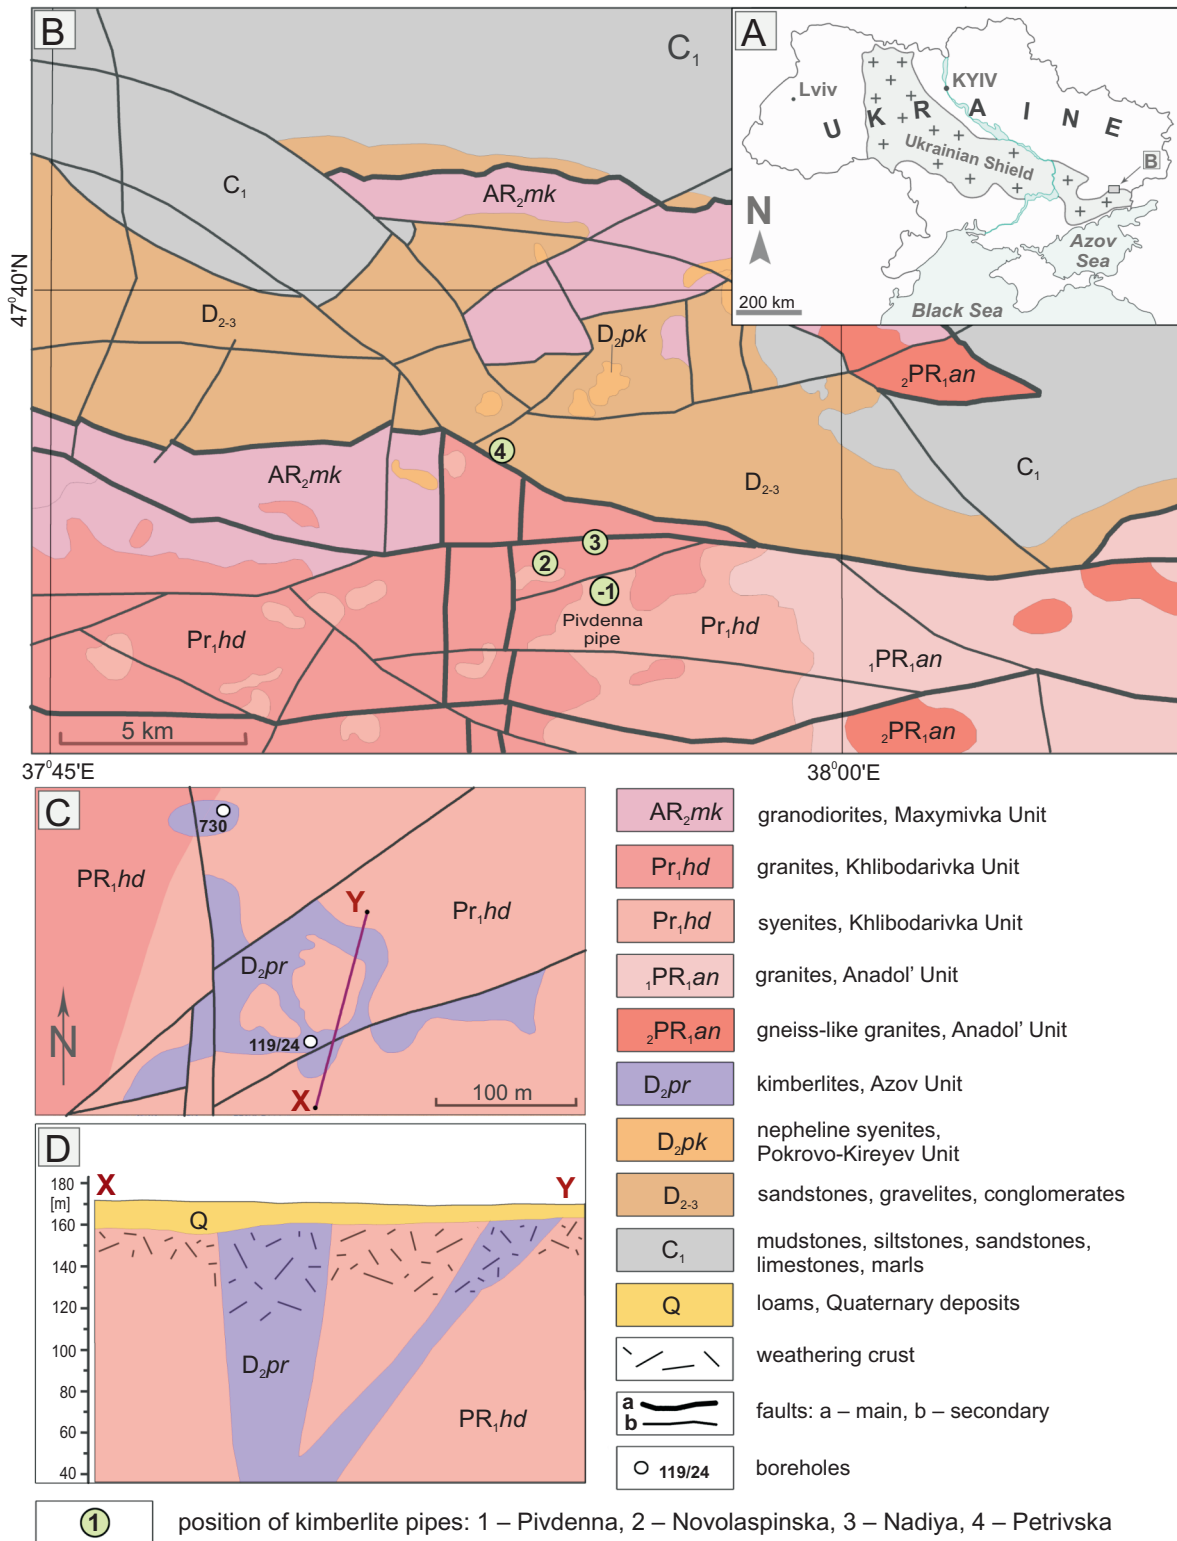 B
C₁
A
Lviv
KYIV
UKRAINE
Ukrainian Shield
B
N
Azov
Sea
Black Sea
200 km
C₁
AR₂mk
47⁰40'N
D₂₋₃
D₂pk
₂PR₁an
4
AR₂mk
D₂₋₃
C₁
3
2
-1
Pivdenna
pipe
Pr₁hd
Pr₁hd
₁PR₁an
5 km
₂PR₁an
37⁰45'E
38⁰00'E
C
730
PR₁hd
Y
Pr₁hd
D₂pr
N
119/24
X
100 m
D
180
[m]
160
140
120
100
80
60
40
X
Y
Q
D₂pr
PR₁hd
AR₂mk granodiorites, Maxymivka Unit
Pr₁hd granites, Khlibodarivka Unit
Pr₁hd syenites, Khlibodarivka Unit
₁PR₁an granites, Anadol' Unit
₂PR₁an gneiss-like granites, Anadol' Unit
D₂pr kimberlites, Azov Unit
D₂pk nepheline syenites,
Pokrovo-Kireyev Unit
D₂₋₃ sandstones, gravelites, conglomerates
C₁ mudstones, siltstones, sandstones,
limestones, marls
Q loams, Quaternary deposits
weathering crust
a
b
faults: a – main, b – secondary
119/24 boreholes
1 position of kimberlite pipes: 1 – Pivdenna, 2 – Novolaspinska, 3 – Nadiya, 4 – Petrivska